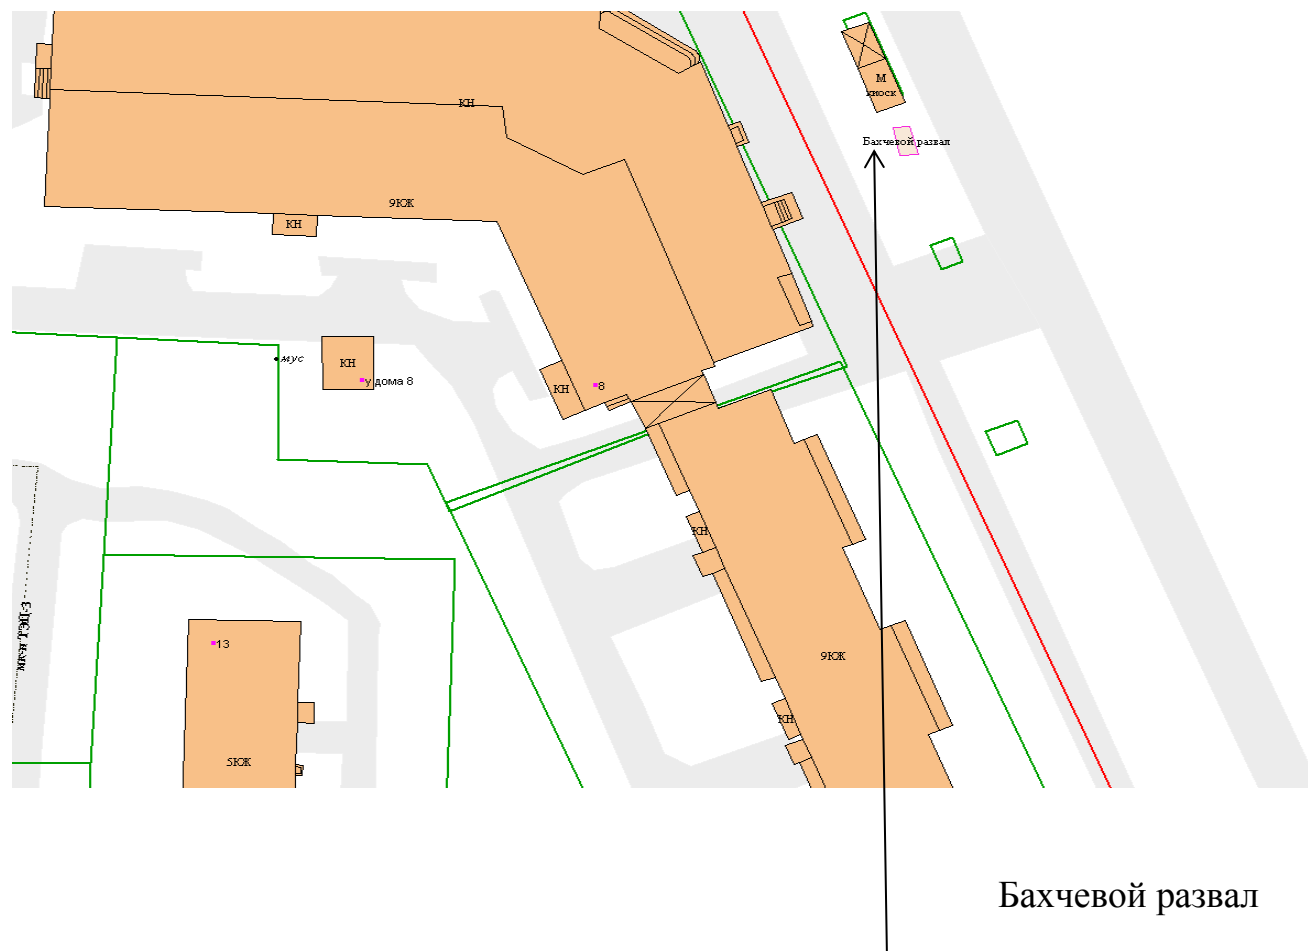 М
киоск
КН
Бахчевой развал
9КЖ
КН
мус
КН
у дома 8
КН
8
КН
13
9КЖ
КН
5КЖ
Бахчевой развал